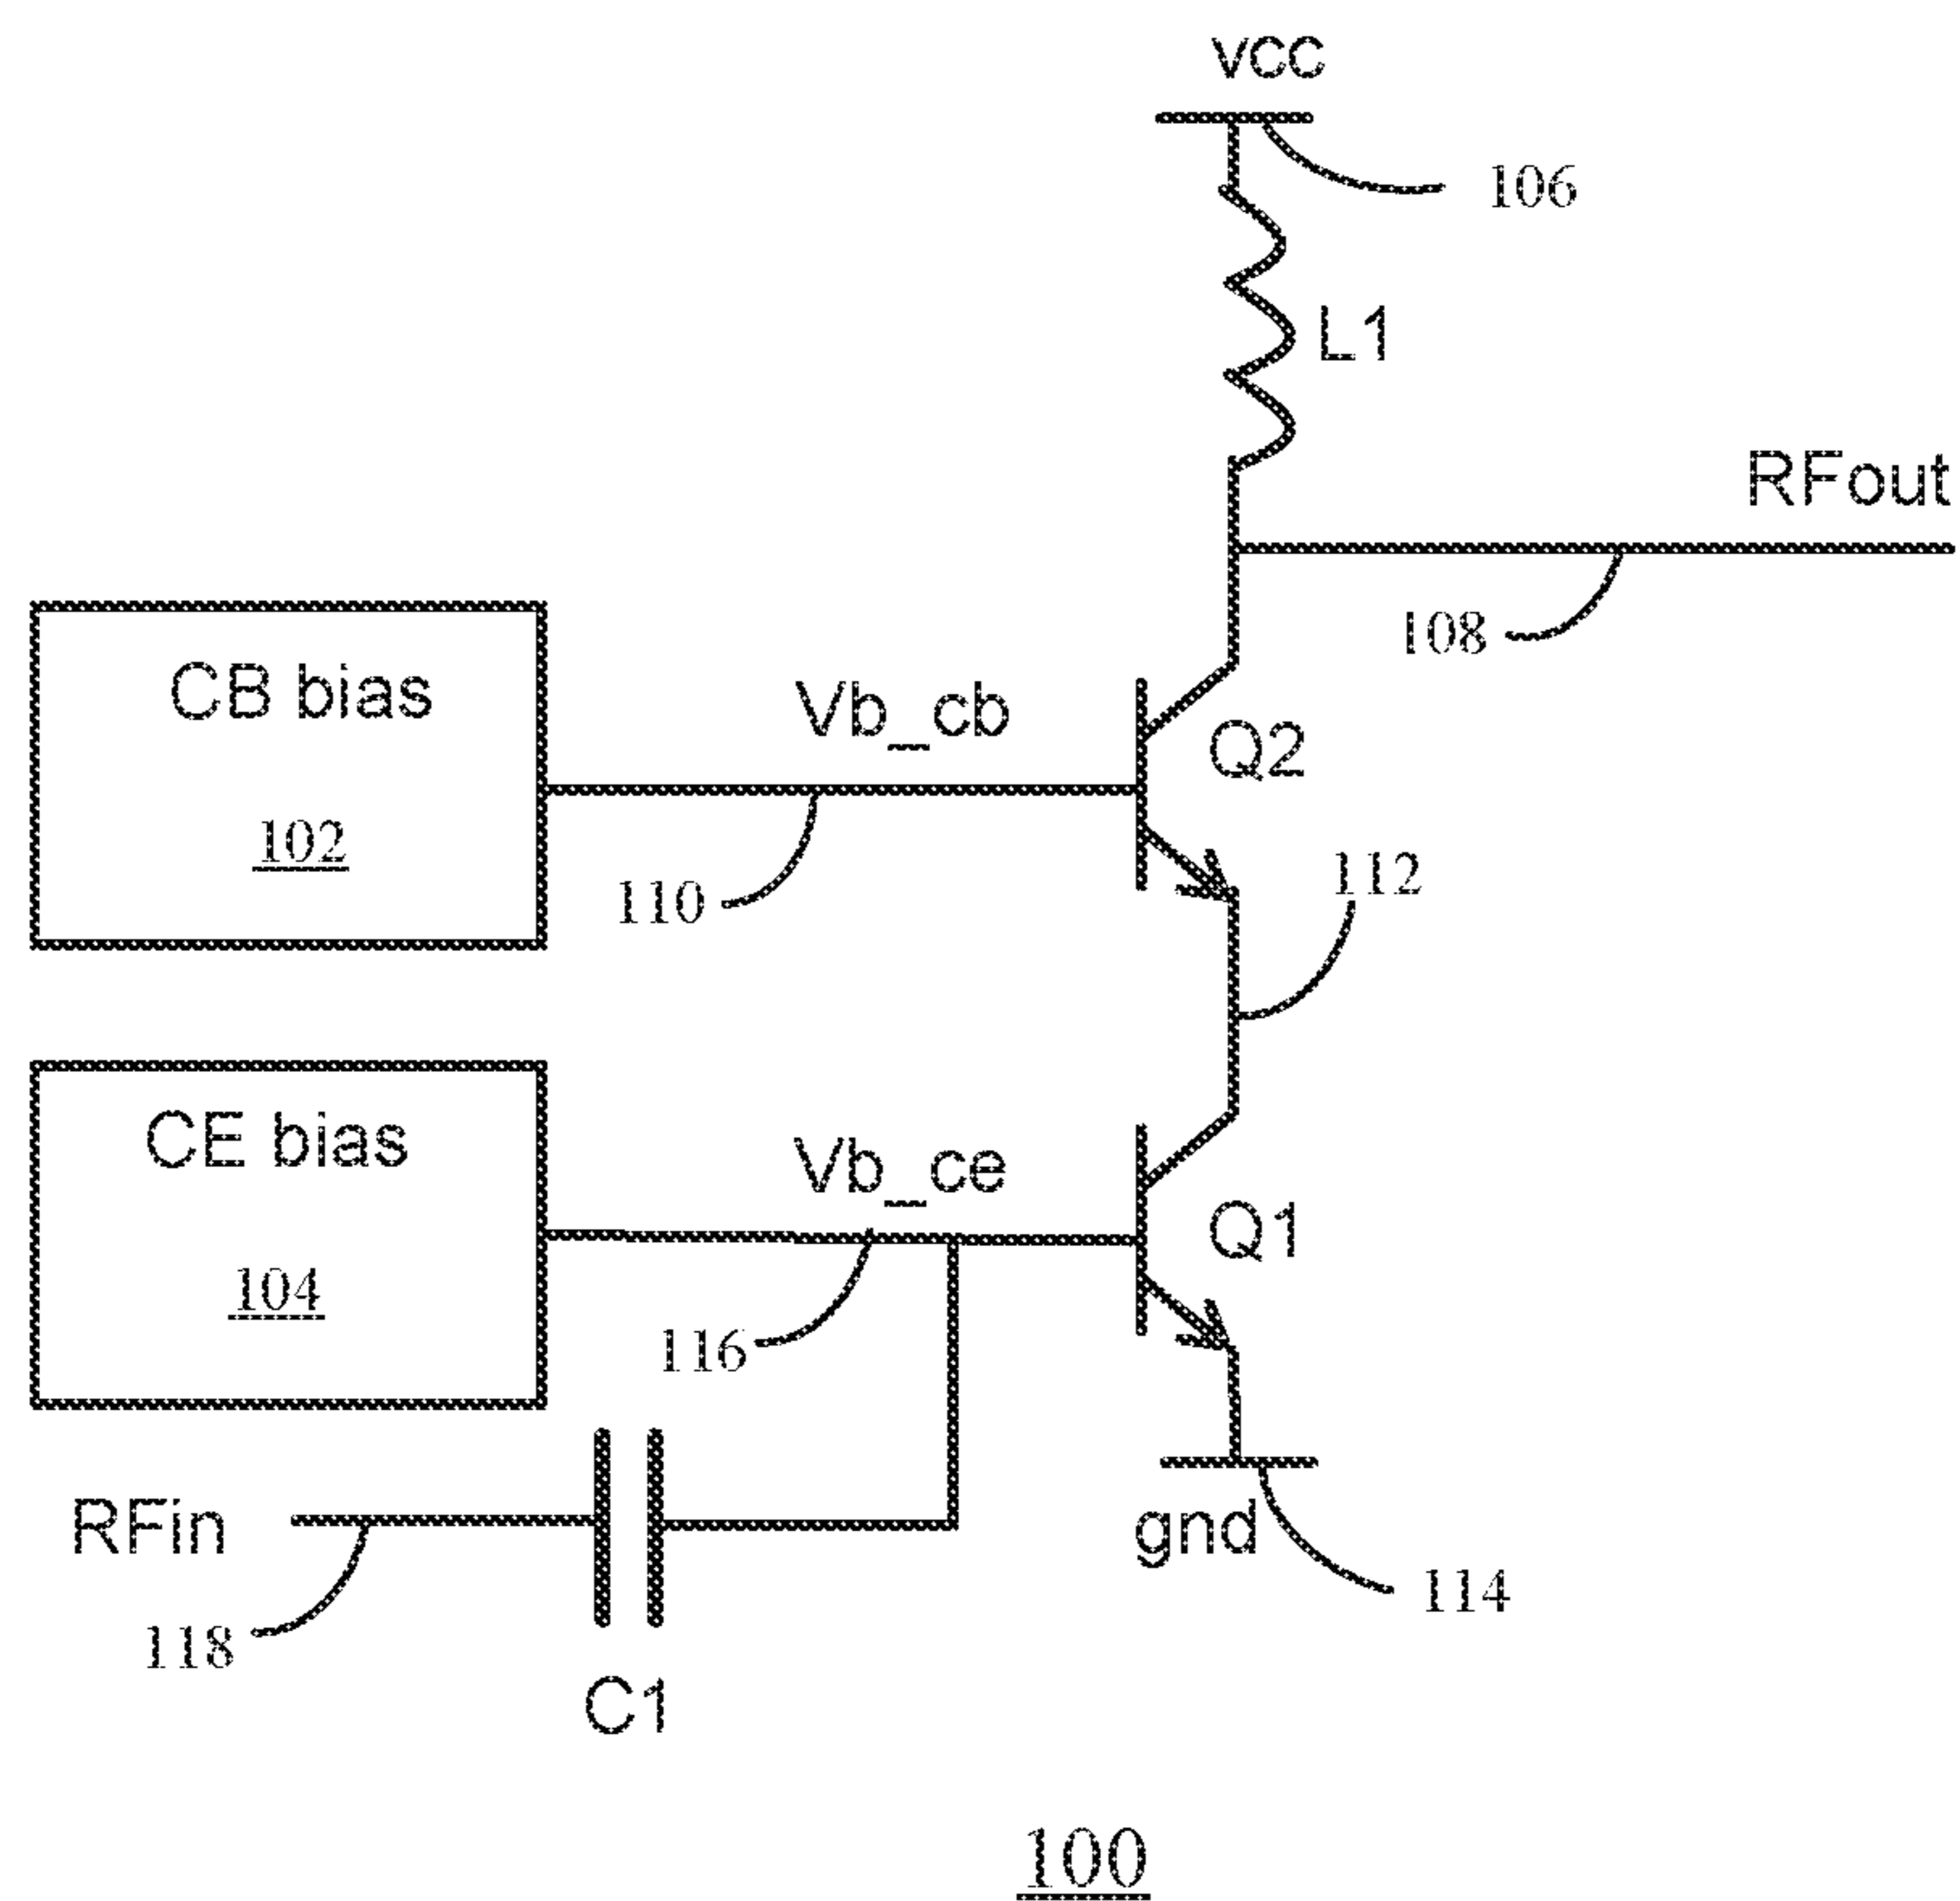 vcc
106
L1
RFout
108
CB bias
102
Vb_cb
110
Q2
112
CE bias
104
Vb_ce
116
Q1
RFin
118
C1
gnd
114
100